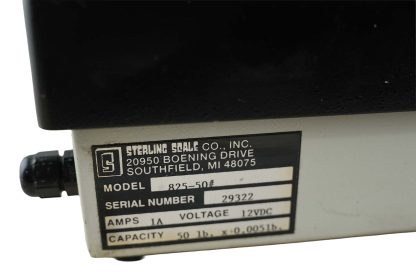 STERLING SCALE CO., INC.
20950 BOENING DRIVE
SOUTHFIELD, MI 48075
MODEL 825-50#
SERIAL NUMBER 29322
AMPS 1A VOLTAGE 12VDC
CAPACITY 50 lb. x 0.005lb.